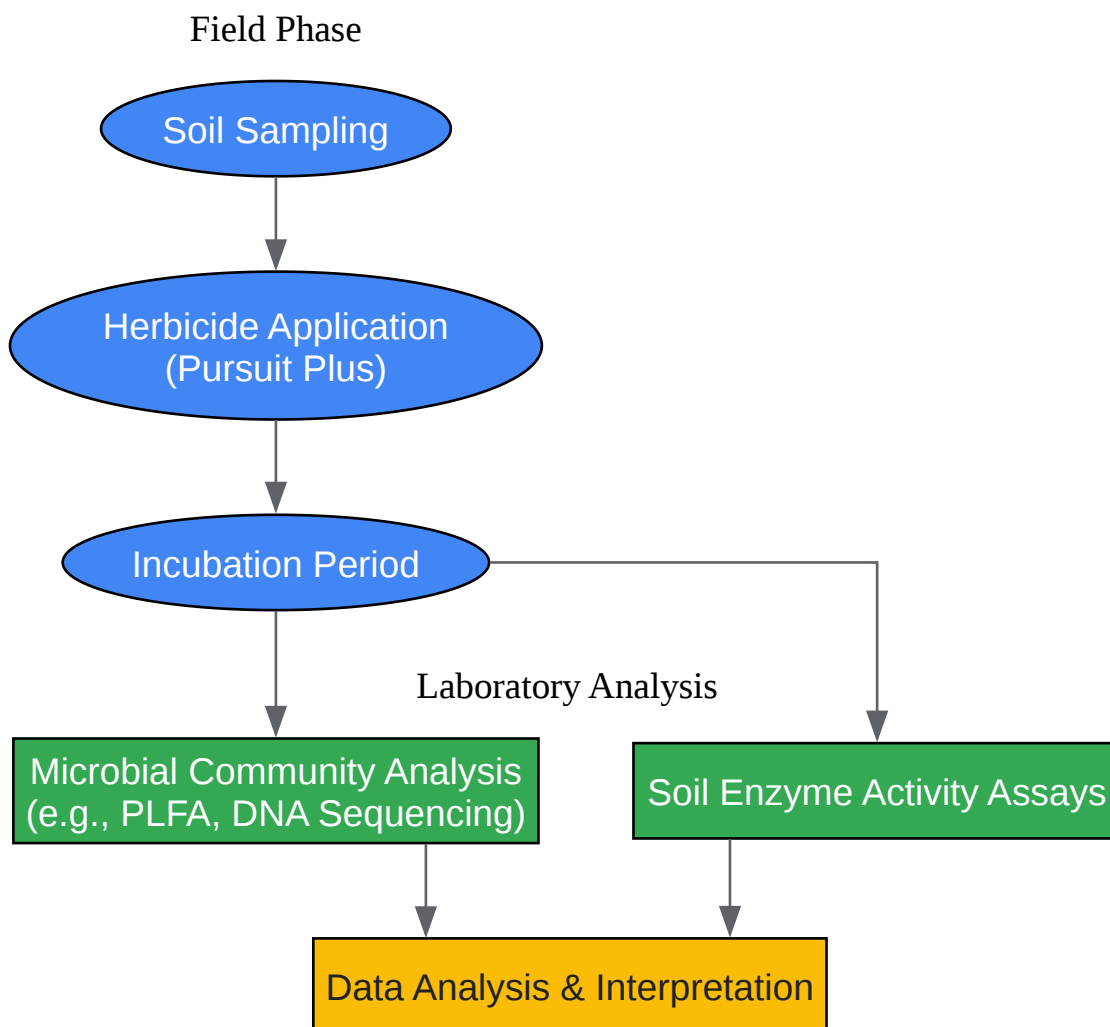 Field Phase
Soil Sampling
Herbicide Application
(Pursuit Plus)
Incubation Period
Laboratory Analysis
Microbial Community Analysis
(e.g., PLFA, DNA Sequencing)
Soil Enzyme Activity Assays
Data Analysis & Interpretation